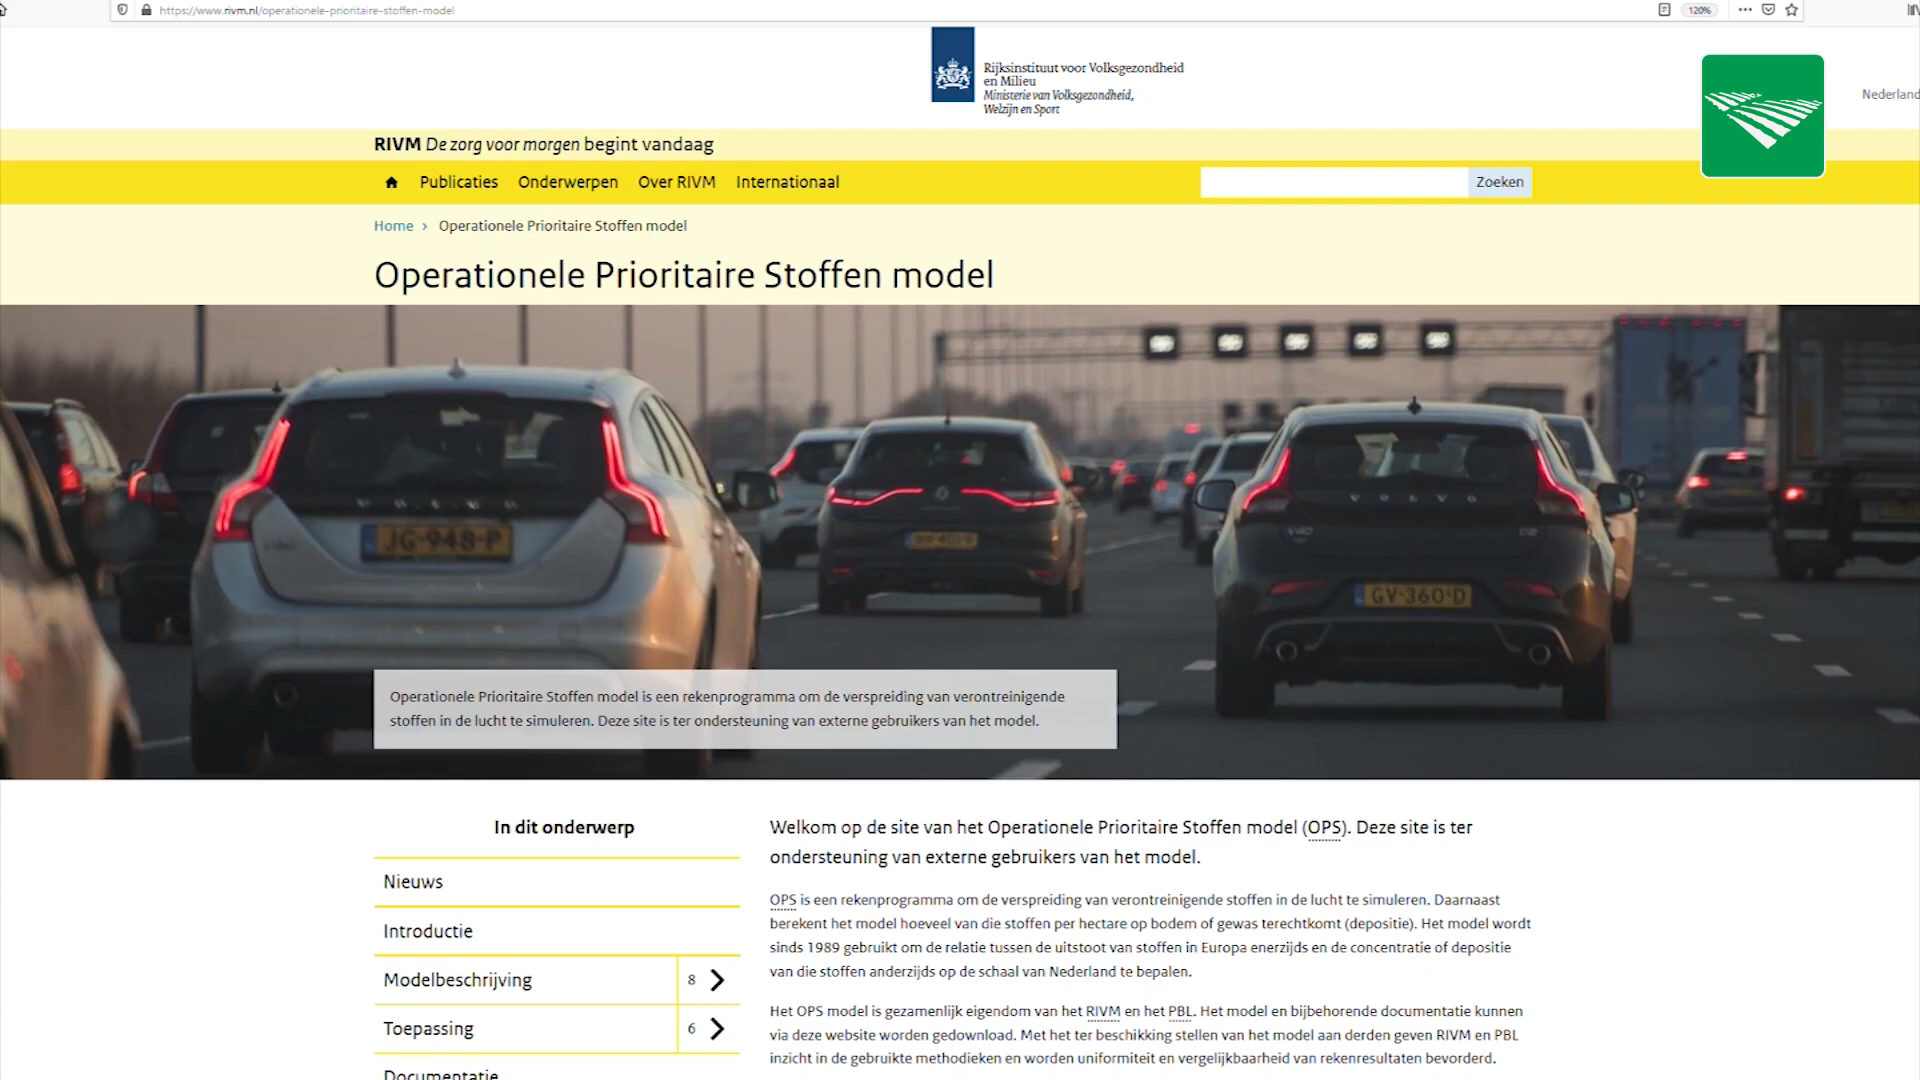 https://www.rivm.nl/operationele-prioritaire-stoffen-model
120%
Rijksinstituut voor Volksgezondheid
en Milieu
Ministerie van Volksgezondheid,
Welzijn en Sport
Nederland
RIVM De zorg voor morgen begint vandaag
Publicaties Onderwerpen Over RIVM Internationaal
Zoeken
Home › Operationele Prioritaire Stoffen model
Operationele Prioritaire Stoffen model
VOLVO
JG-948-P
GV-360-D
Operationele Prioritaire Stoffen model is een rekenprogramma om de verspreiding van verontreinigende
stoffen in de lucht te simuleren. Deze site is ter ondersteuning van externe gebruikers van het model.
In dit onderwerp
Nieuws
Introductie
Modelbeschrijving 8
Toepassing 6
Documentatie
Welkom op de site van het Operationele Prioritaire Stoffen model (OPS). Deze site is ter
ondersteuning van externe gebruikers van het model.
OPS is een rekenprogramma om de verspreiding van verontreinigende stoffen in de lucht te simuleren. Daarnaast
berekent het model hoeveel van die stoffen per hectare op bodem of gewas terechtkomt (depositie). Het model wordt
sinds 1989 gebruikt om de relatie tussen de uitstoot van stoffen in Europa enerzijds en de concentratie of depositie
van die stoffen anderzijds op de schaal van Nederland te bepalen.
Het OPS model is gezamenlijk eigendom van het RIVM en het PBL. Het model en bijbehorende documentatie kunnen
via deze website worden gedownload. Met het ter beschikking stellen van het model aan derden geven RIVM en PBL
inzicht in de gebruikte methodieken en worden uniformiteit en vergelijkbaarheid van rekenresultaten bevorderd.